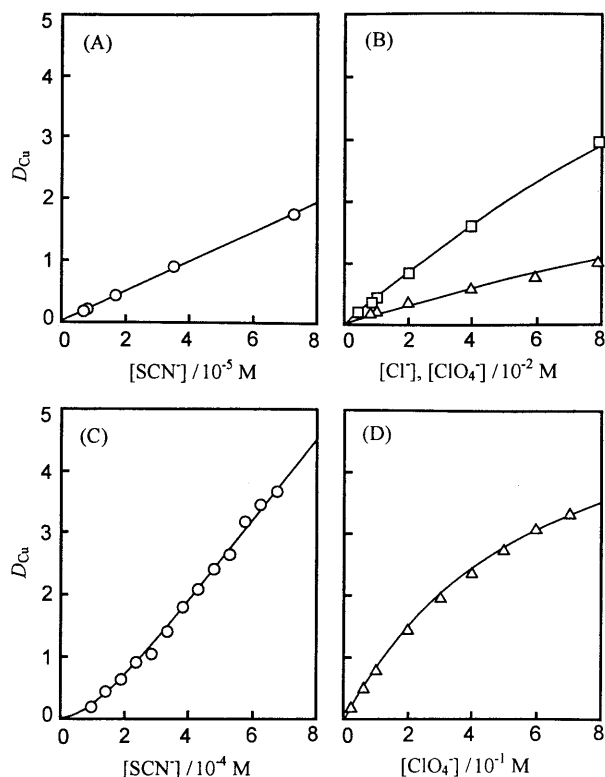 (A)
5
4
3
2
1
0
D_Cu
0 2 4 6 8
[SCN⁻] / 10⁻⁵ M
(B)
0 2 4 6 8
[Cl⁻], [ClO₄⁻] / 10⁻² M
(C)
5
4
3
2
1
0
D_Cu
0 2 4 6 8
[SCN⁻] / 10⁻⁴ M
(D)
0 2 4 6 8
[ClO₄⁻] / 10⁻¹ M